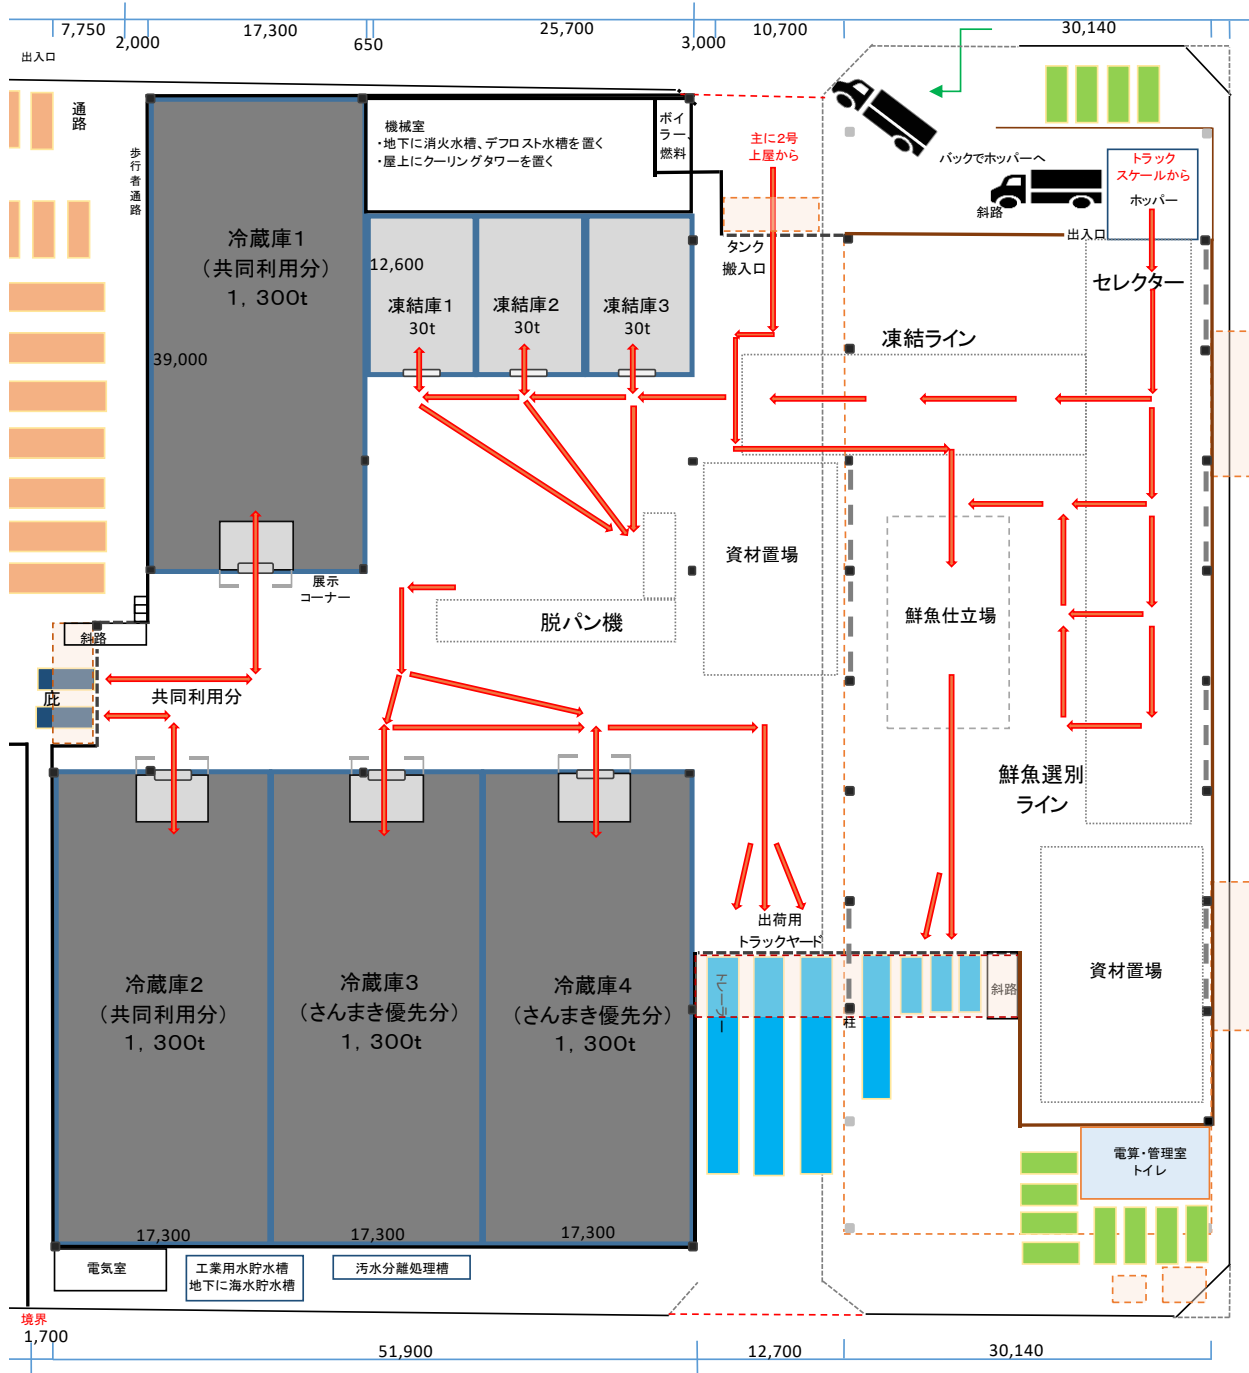 7,750
2,000
17,300
650
25,700
3,000
10,700
30,140
出入口
通路
歩行者通路
機械室
・地下に消火水槽、デフロスト水槽を置く
・屋上にクーリングタワーを置く
ボイラー、燃料
主に2号
上屋から
バックでホッパーへ
トラック
スケールから
ホッパー
斜路
出入口
タンク
搬入口
セレクター
冷蔵庫1
（共同利用分）
1，300t
12,600
39,000
凍結庫1
30t
凍結庫2
30t
凍結庫3
30t
凍結ライン
資材置場
鮮魚仕立場
展示
コーナー
脱パン機
斜路
庇
共同利用分
鮮魚選別
ライン
出荷用
トラックヤード
トレーラー
柱
斜路
資材置場
冷蔵庫2
（共同利用分）
1，300t
冷蔵庫3
（さんまき優先分）
1，300t
冷蔵庫4
（さんまき優先分）
1，300t
17,300
17,300
17,300
電算・管理室
トイレ
電気室
工業用水貯水槽
地下に海水貯水槽
汚水分離処理槽
境界
1,700
51,900
12,700
30,140